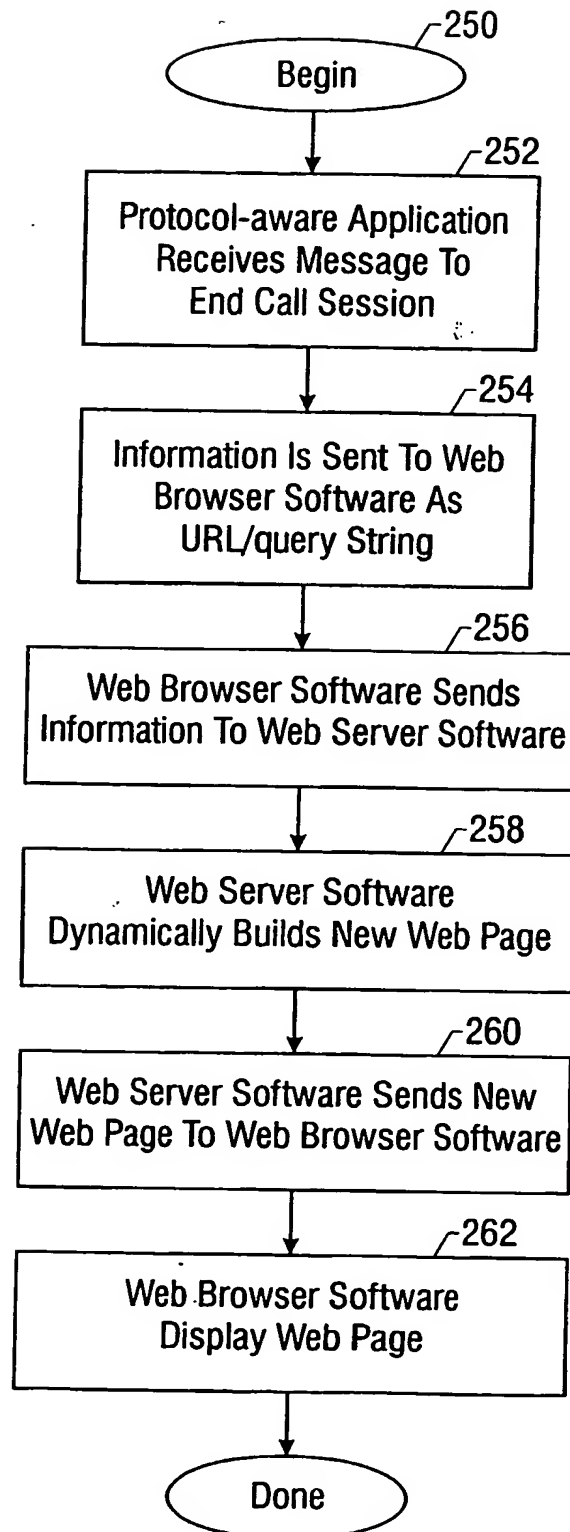 250
Begin
252
Protocol-aware Application
Receives Message To
End Call Session
254
Information Is Sent To Web
Browser Software As
URL/query String
256
Web Browser Software Sends
Information To Web Server Software
258
Web Server Software
Dynamically Builds New Web Page
260
Web Server Software Sends New
Web Page To Web Browser Software
262
Web Browser Software
Display Web Page
Done